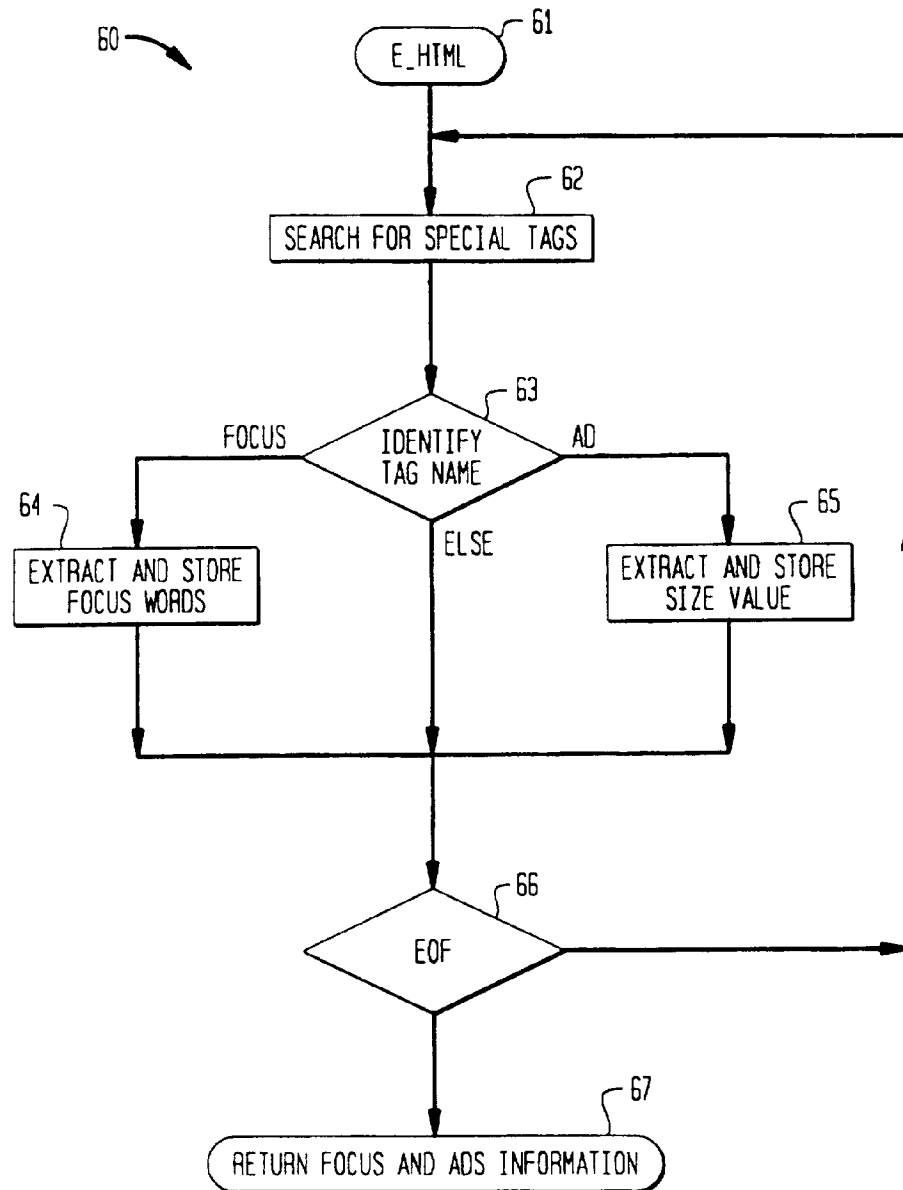 60
61
E_HTML
62
SEARCH FOR SPECIAL TAGS
63
FOCUS
IDENTIFY
TAG NAME
AD
64
65
ELSE
EXTRACT AND STORE
FOCUS WORDS
EXTRACT AND STORE
SIZE VALUE
66
EOF
67
RETURN FOCUS AND ADS INFORMATION